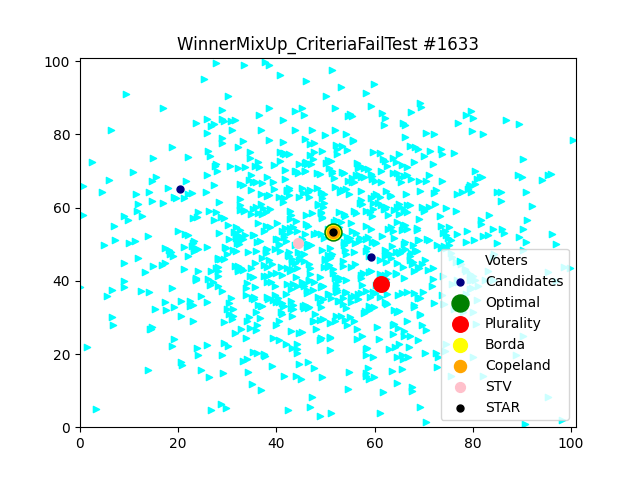 WinnerMixUp_CriteriaFailTest #1633
100
80
60
40
20
0
0 20 40 60 80 100
Voters
Candidates
Optimal
Plurality
Borda
Copeland
STV
STAR